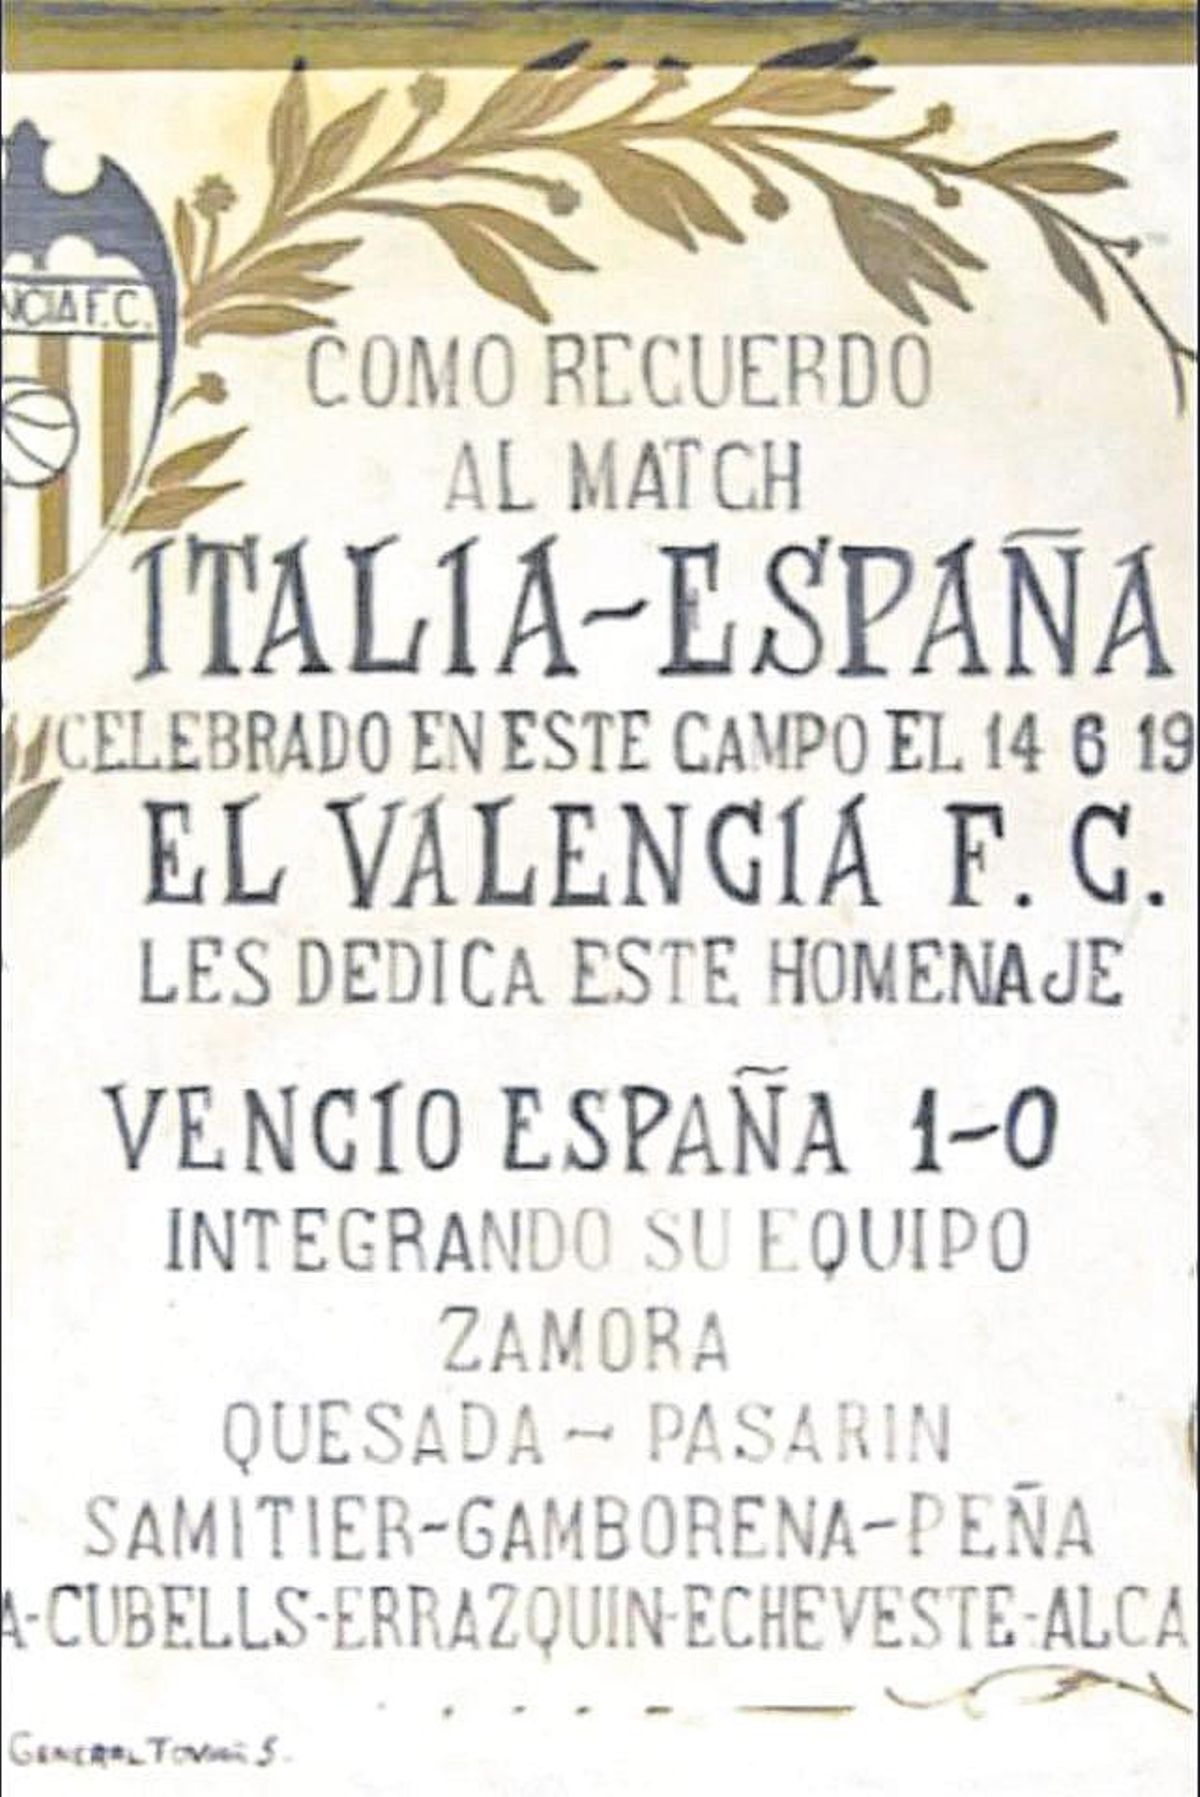 NCIA F.C.
COMO RECUERDO
AL MATCH
ITALIA-ESPAÑA
CELEBRADO EN ESTE CAMPO EL 14 6 19
EL VALENCIA F. C.
LES DEDICA ESTE HOMENAJE
VENCIO ESPAÑA 1-0
INTEGRANDO SU EQUIPO
ZAMORA
QUESADA - PASARIN
SAMITIER-GAMBORENA-PEÑA
A-CUBELLS-ERRAZQUIN-ECHEVESTE-ALCA
GENERAL